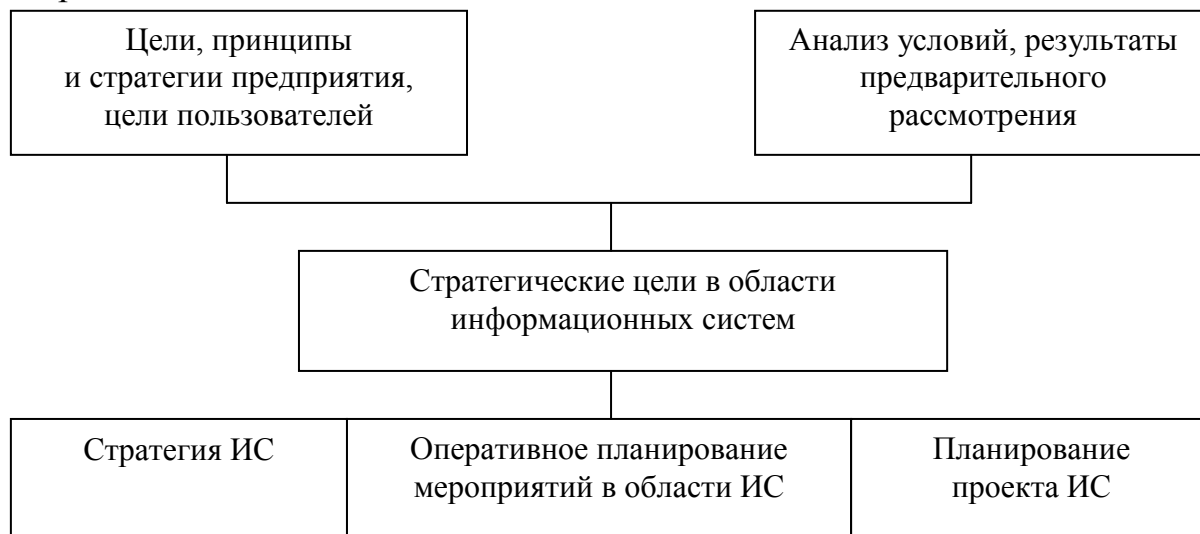 Цели, принципы
и стратегии предприятия,
цели пользователей
Анализ условий, результаты
предварительного
рассмотрения
Стратегические цели в области
информационных систем
Стратегия ИС
Оперативное планирование
мероприятий в области ИС
Планирование
проекта ИС